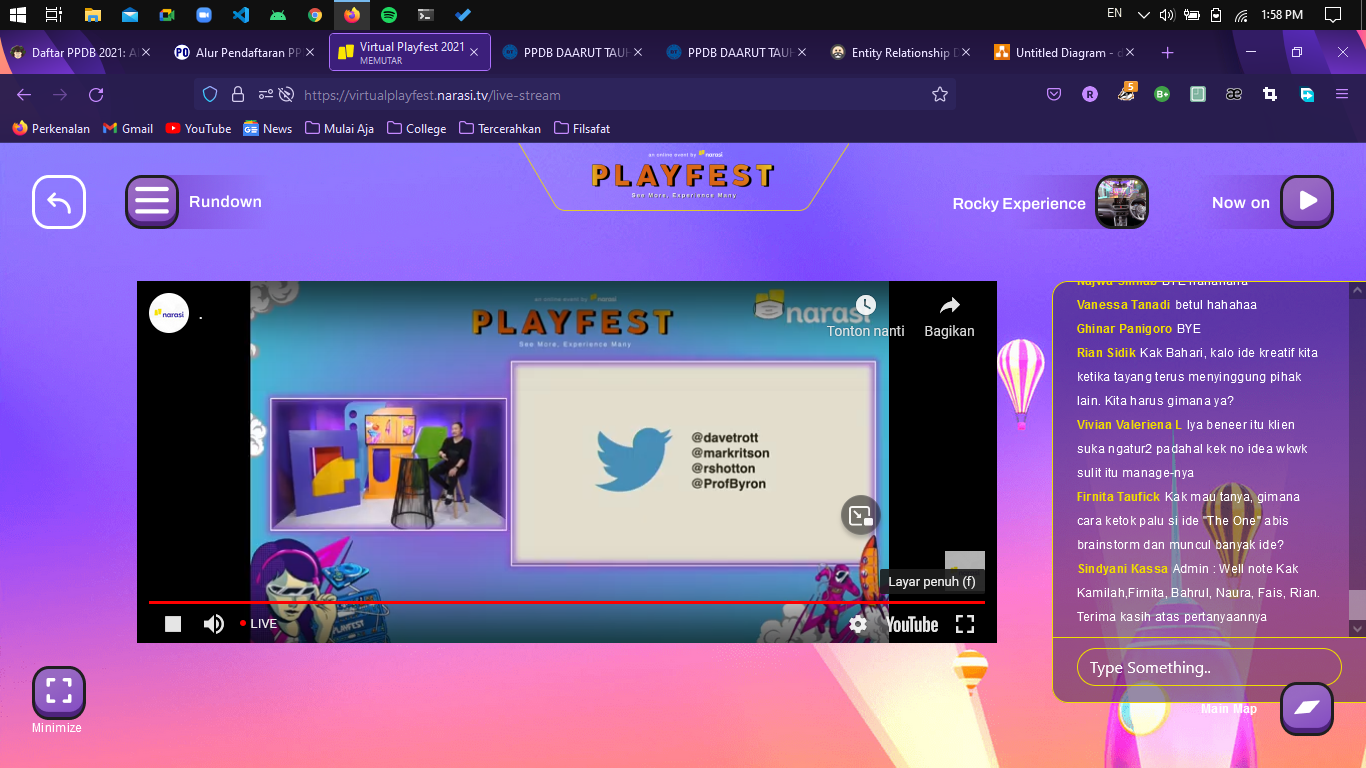 EN
1:58 PM
Daftar PPDB 2021: A
Alur Pendaftaran PP
Virtual Playfest 2021
MEMUTAR
PPDB DAARUT TAUH
PPDB DAARUT TAUH
Entity Relationship D
Untitled Diagram - d
https://virtualplayfest.narasi.tv/live-stream
R
5
B+
Perkenalan
Gmail
YouTube
News
Mulai Aja
College
Tercerahkan
Filsafat
an online event by narasi
PLAYFEST
See More, Experience Many
Rundown
Rocky Experience
Now on
narasi
.
an online event by narasi
PLAYFEST
See More, Experience Many
narasi
Tonton nanti
Bagikan
@davetrott
@markritson
@rshotton
@ProfByron
Layar penuh (f)
LIVE
YouTube
Najwa Shihab BYE hahahaha
Vanessa Tanadi betul hahahaa
Ghinar Panigoro BYE
Rian Sidik Kak Bahari, kalo ide kreatif kita
ketika tayang terus menyinggung pihak
lain. Kita harus gimana ya?
Vivian Valeriena L Iya beneer itu klien
suka ngatur2 padahal kek no idea wkwk
sulit itu manage-nya
Firnita Taufick Kak mau tanya, gimana
cara ketok palu si ide "The One" abis
brainstorm dan muncul banyak ide?
Sindyani Kassa Admin : Well note Kak
Kamilah,Firnita, Bahrul, Naura, Fais, Rian.
Terima kasih atas pertanyaannya
Type Something..
Minimize
Main Map